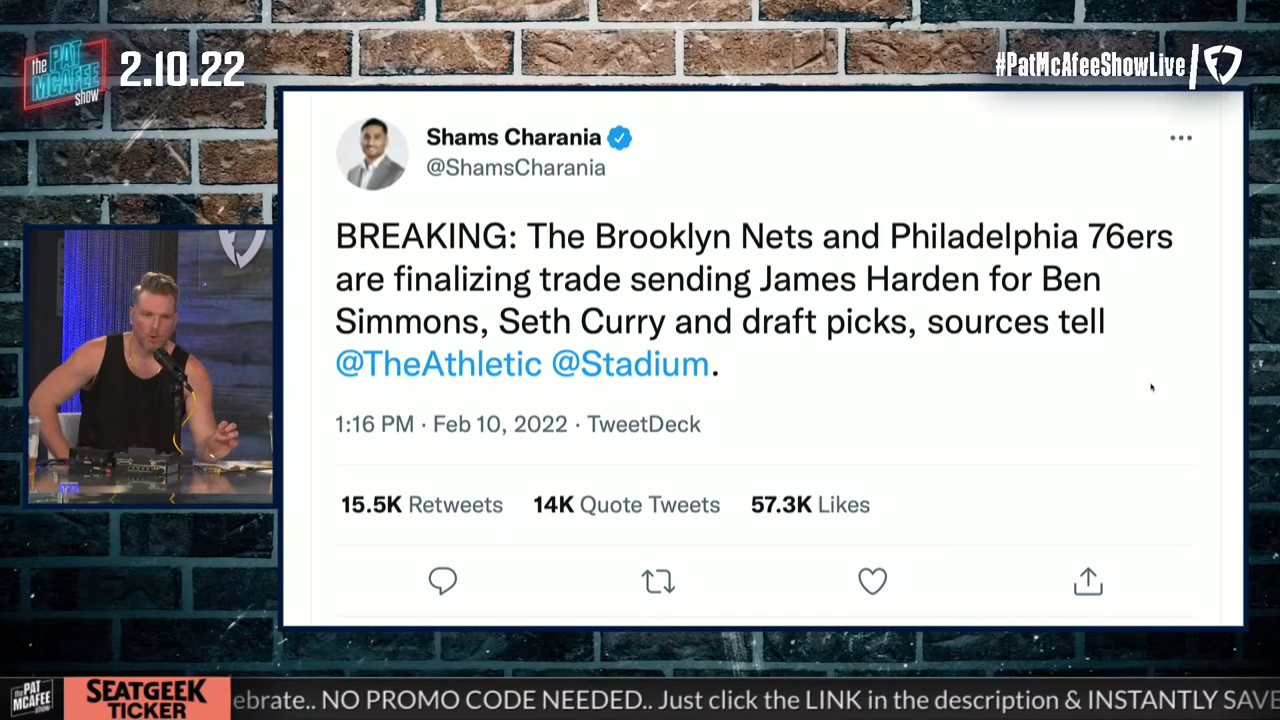 the PAT MCAFEE show
2.10.22
#PatMcAfeeShowLive
Shams Charania
@ShamsCharania
BREAKING: The Brooklyn Nets and Philadelphia 76ers
are finalizing trade sending James Harden for Ben
Simmons, Seth Curry and draft picks, sources tell
@TheAthletic @Stadium.
1:16 PM · Feb 10, 2022 · TweetDeck
15.5K Retweets 14K Quote Tweets 57.3K Likes
the PAT MCAFEE show
SEATGEEK
TICKER
ebrate.. NO PROMO CODE NEEDED.. Just click the LINK in the description & INSTANTLY SAVE